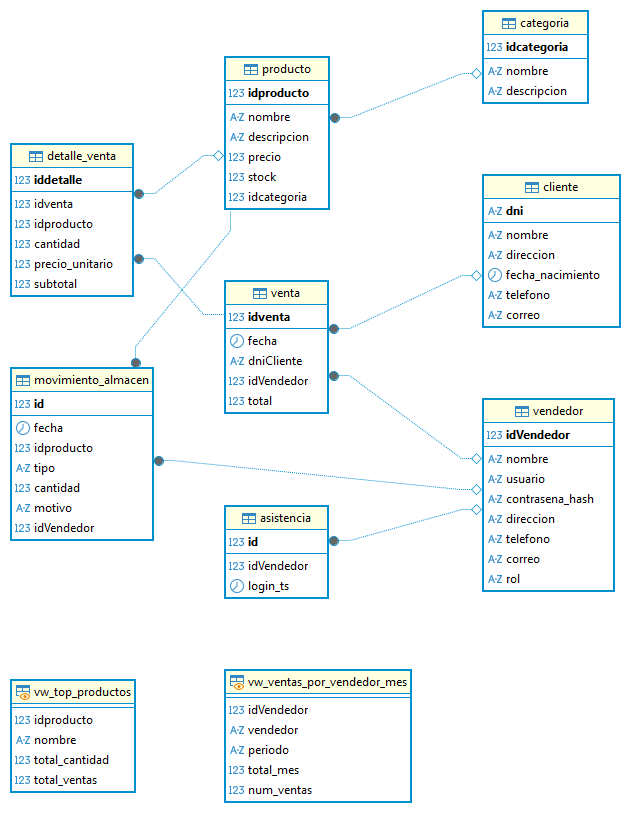 categoria
123 idcategoria
A-Z nombre
A-Z descripcion
producto
123 idproducto
A-Z nombre
A-Z descripcion
123 precio
123 stock
123 idcategoria
detalle_venta
123 iddetalle
123 idventa
123 idproducto
123 cantidad
123 precio_unitario
123 subtotal
cliente
A-Z dni
A-Z nombre
A-Z direccion
fecha_nacimiento
A-Z telefono
A-Z correo
venta
123 idventa
fecha
A-Z dniCliente
123 idVendedor
123 total
movimiento_almacen
123 id
fecha
123 idproducto
A-Z tipo
123 cantidad
A-Z motivo
123 idVendedor
vendedor
123 idVendedor
A-Z nombre
A-Z usuario
A-Z contrasena_hash
A-Z direccion
A-Z telefono
A-Z correo
A-Z rol
asistencia
123 id
123 idVendedor
login_ts
vw_top_productos
123 idproducto
A-Z nombre
123 total_cantidad
123 total_ventas
vw_ventas_por_vendedor_mes
123 idVendedor
A-Z vendedor
A-Z periodo
123 total_mes
123 num_ventas